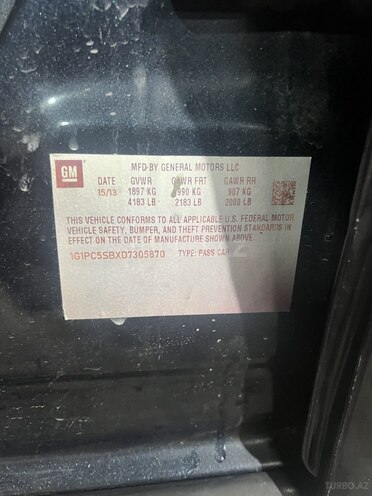 GM
MFD BY GENERAL MOTORS LLC
DATE GVWR GAWR FRT GAWR RR
15/13 1897 KG 990 KG 907 KG
4183 LB 2183 LB 2000 LB
THIS VEHICLE CONFORMS TO ALL APPLICABLE U.S. FEDERAL MOTOR
VEHICLE SAFETY, BUMPER, AND THEFT PREVENTION STANDARDS IN
EFFECT ON THE DATE OF MANUFACTURE SHOWN ABOVE.
1G1PC5SBXD7305870 TYPE: PASS CAR
TURBO.AZ